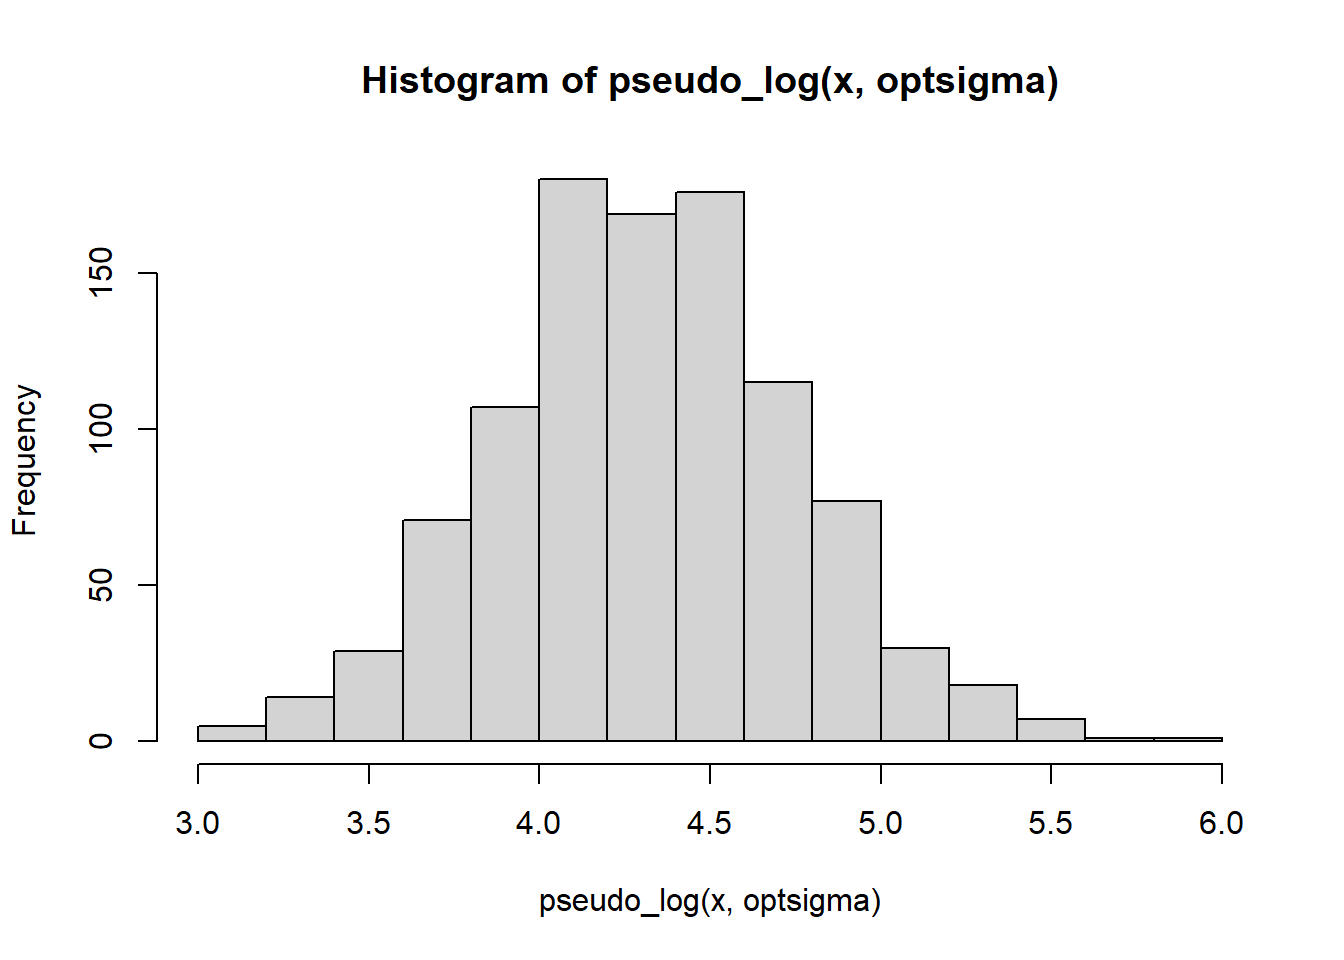 Histogram of pseudo_log(x, optsigma)
Frequency
150
100
50
0
3.0 3.5 4.0 4.5 5.0 5.5 6.0
pseudo_log(x, optsigma)